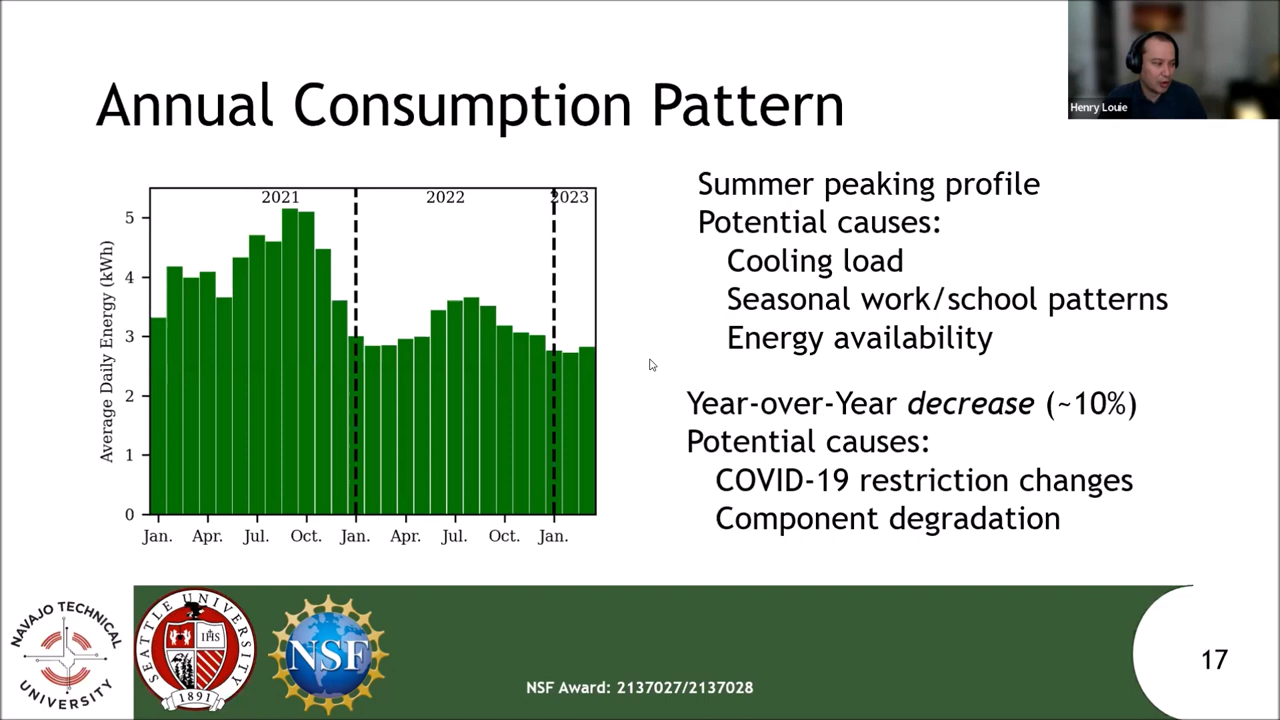 Annual Consumption Pattern
Henry Louie
2021 2022 2023
Average Daily Energy (kWh)
5
4
3
2
1
0
Jan. Apr. Jul. Oct. Jan. Apr. Jul. Oct. Jan.
Summer peaking profile
Potential causes:
Cooling load
Seasonal work/school patterns
Energy availability
Year-over-Year decrease (~10%)
Potential causes:
COVID-19 restriction changes
Component degradation
NAVAJO TECHNICAL
UNIVERSITY
SEATTLE UNIVERSITY
IHS
1891
NSF
NSF Award: 2137027/2137028
17